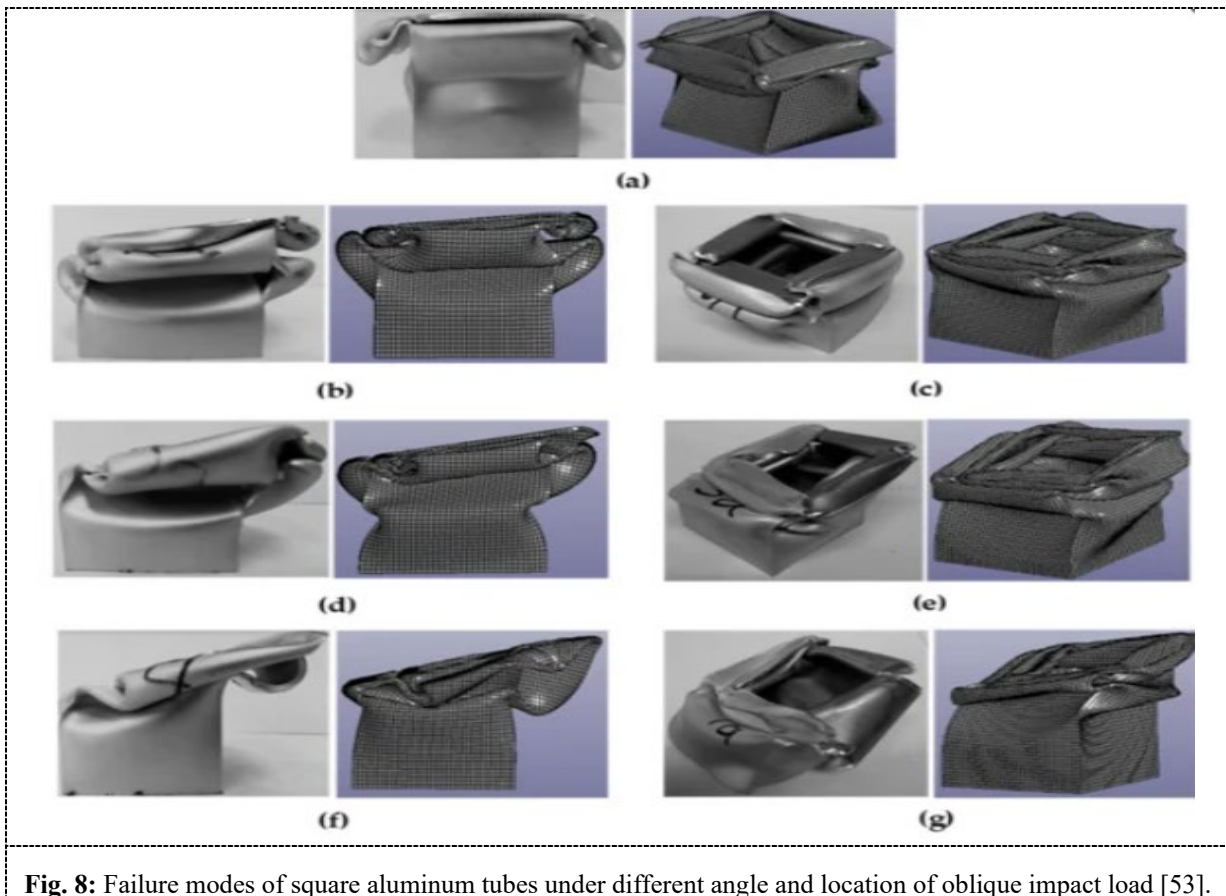 (a)
(b)
(c)
(d)
(e)
(f)
(g)
Fig. 8: Failure modes of square aluminum tubes under different angle and location of oblique impact load [53].